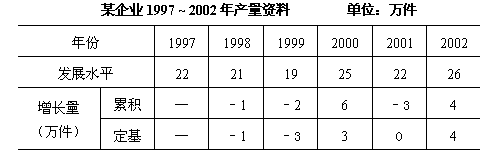 某企业 1997 ~ 2002 年产量资料 单位：万件
年份 1997 1998 1999 2000 2001 2002
发展水平 22 21 19 25 22 26
增长量（万件） 累积 — - 1 - 2 6 - 3 4
定基 — - 1 - 3 3 0 4